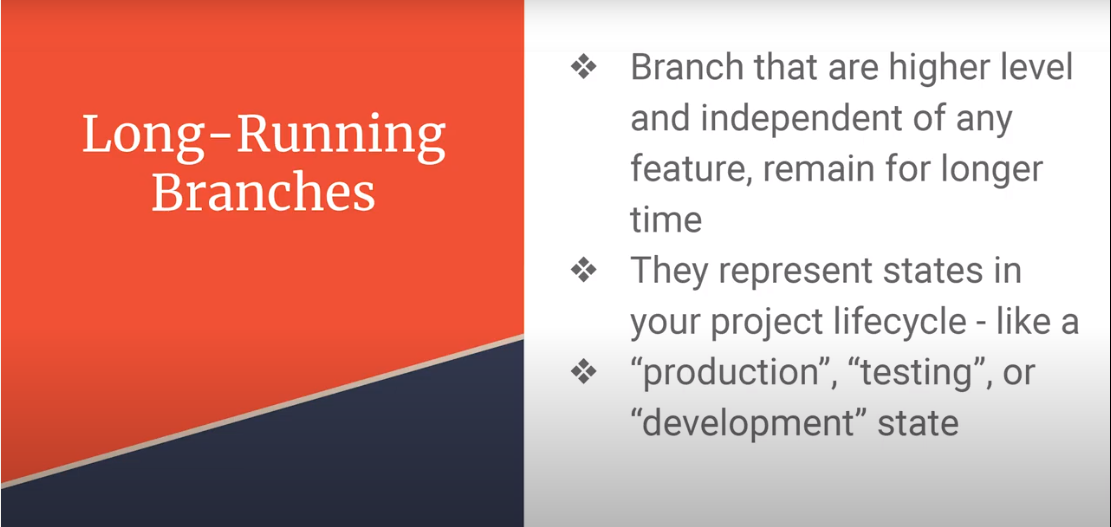 Long-Running
Branches
❖ Branch that are higher level
and independent of any
feature, remain for longer
time
❖ They represent states in
your project lifecycle - like a
❖ “production”, “testing”, or
“development” state